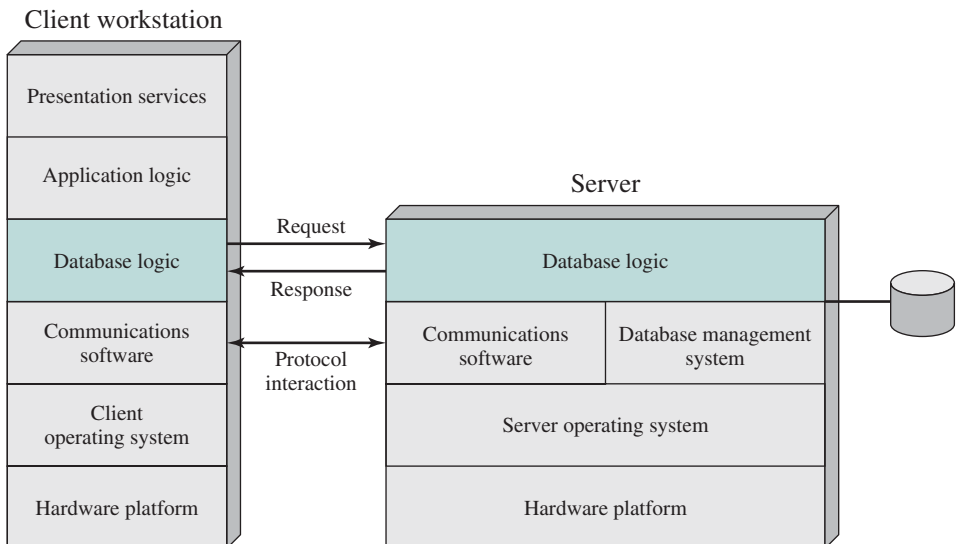 Client workstation
Presentation services
Application logic
Database logic
Communications
software
Client
operating system
Hardware platform
Request
Response
Protocol
interaction
Server
Database logic
Communications
software
Database management
system
Server operating system
Hardware platform